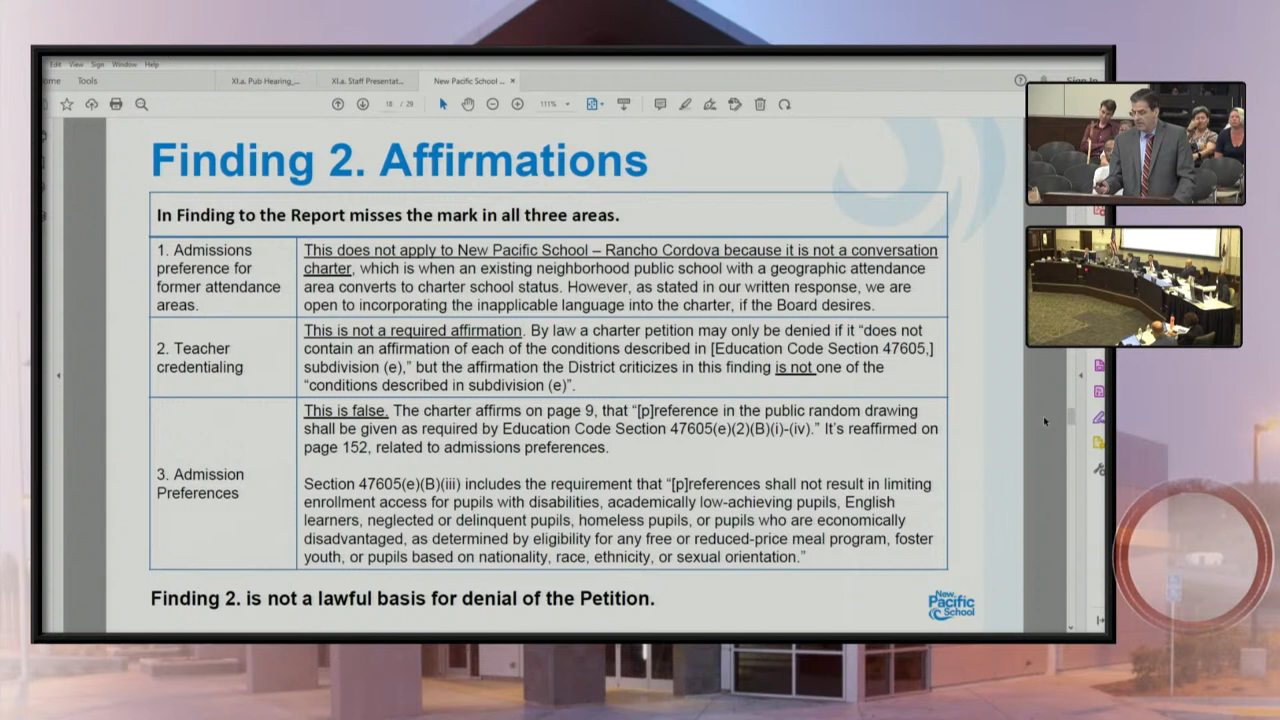 Edit View Sign Window Help
ome Tools XI.a. Pub Hearing_... XI.a. Staff Presentat... New Pacific School ... ×
18 / 29 111%
Finding 2. Affirmations
In Finding to the Report misses the mark in all three areas.
1. Admissions
preference for
former attendance
areas.
This does not apply to New Pacific School – Rancho Cordova because it is not a conversation
charter, which is when an existing neighborhood public school with a geographic attendance
area converts to charter school status. However, as stated in our written response, we are
open to incorporating the inapplicable language into the charter, if the Board desires.
2. Teacher
credentialing
This is not a required affirmation. By law a charter petition may only be denied if it “does not
contain an affirmation of each of the conditions described in [Education Code Section 47605,]
subdivision (e),” but the affirmation the District criticizes in this finding is not one of the
“conditions described in subdivision (e)”.
3. Admission
Preferences
This is false. The charter affirms on page 9, that “[p]reference in the public random drawing
shall be given as required by Education Code Section 47605(e)(2)(B)(i)-(iv).” It’s reaffirmed on
page 152, related to admissions preferences.
Section 47605(e)(B)(iii) includes the requirement that “[p]references shall not result in limiting
enrollment access for pupils with disabilities, academically low-achieving pupils, English
learners, neglected or delinquent pupils, homeless pupils, or pupils who are economically
disadvantaged, as determined by eligibility for any free or reduced-price meal program, foster
youth, or pupils based on nationality, race, ethnicity, or sexual orientation.”
Finding 2. is not a lawful basis for denial of the Petition.
New
Pacific
School